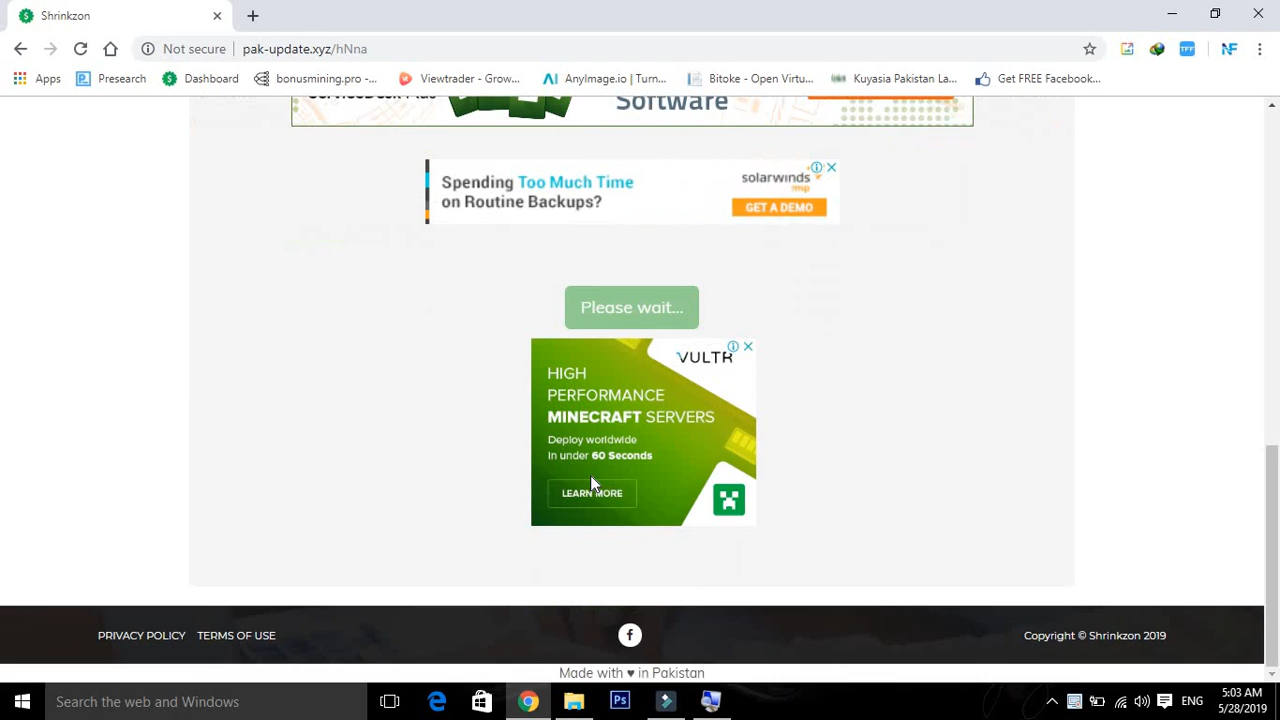 Shrinkzon
Not secure pak-update.xyz/hNna
Apps Presearch Dashboard bonusmining.pro -... Viewtrader - Grow... AnyImage.io | Turn... Bitoke - Open Virtu... Kuyasia Pakistan La... Get FREE Facebook...
ServiceDesk Plus Software
Spending Too Much Time
on Routine Backups?
solarwinds
msp
GET A DEMO
Please wait...
VULTR
HIGH
PERFORMANCE
MINECRAFT SERVERS
Deploy worldwide
In under 60 Seconds
LEARN MORE
PRIVACY POLICY TERMS OF USE
Copyright © Shrinkzon 2019
Made with ♥ in Pakistan
Search the web and Windows
ENG
5:03 AM
5/28/2019